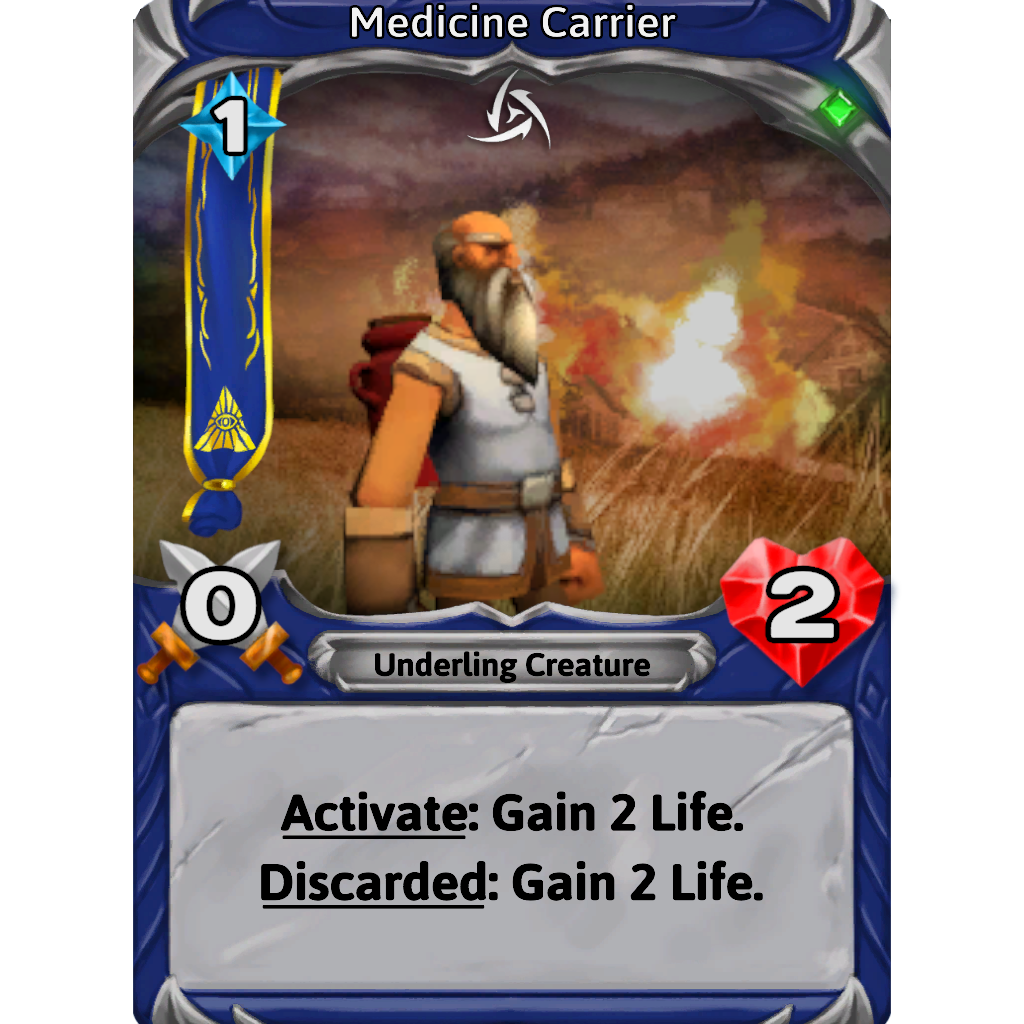 Medicine Carrier
1
0
2
Underling Creature
Activate: Gain 2 Life.
Discarded: Gain 2 Life.